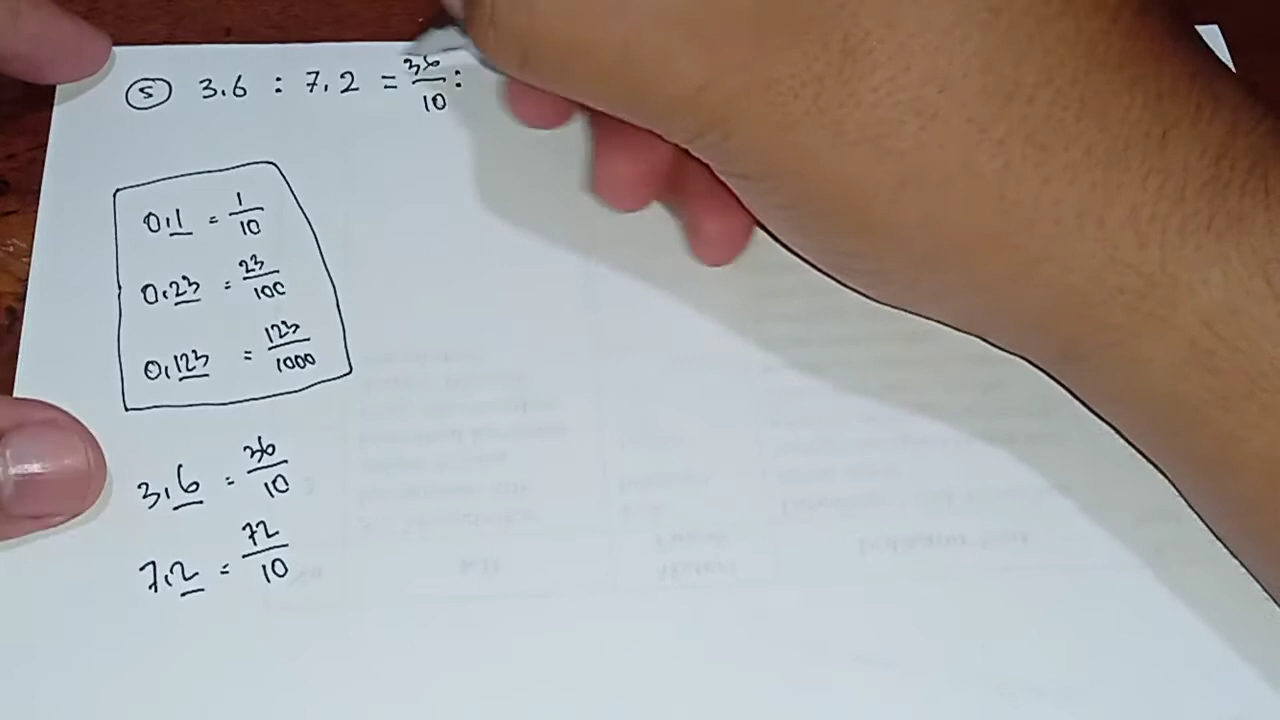 ⑤ 3.6 : 7.2 = 36/10 :
0,1 = 1/10
0,23 = 23/100
0,123 = 123/1000
3,6 = 36/10
7,2 = 72/10